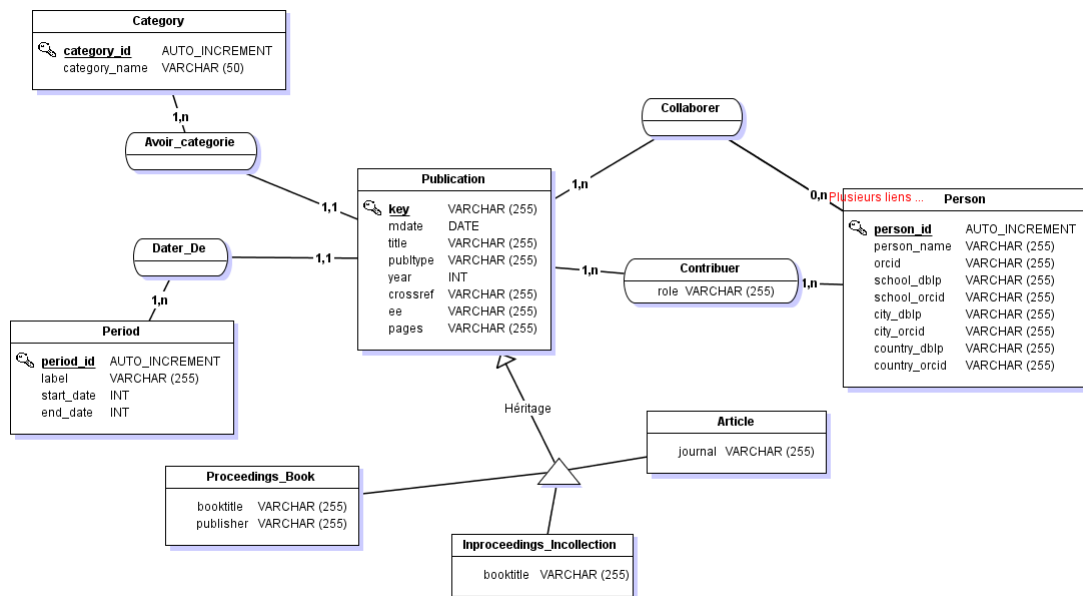 Category
category_id AUTO_INCREMENT
category_name VARCHAR (50)
1,n
Avoir_categorie
1,1
Collaborer
1,n
0,n
Plusieurs liens ...
Publication
key VARCHAR (255)
mdate DATE
title VARCHAR (255)
publtype VARCHAR (255)
year INT
crossref VARCHAR (255)
ee VARCHAR (255)
pages VARCHAR (255)
Person
person_id AUTO_INCREMENT
person_name VARCHAR (255)
orcid VARCHAR (255)
school_dblp VARCHAR (255)
school_orcid VARCHAR (255)
city_dblp VARCHAR (255)
city_orcid VARCHAR (255)
country_dblp VARCHAR (255)
country_orcid VARCHAR (255)
Dater_De
1,1
1,n
Contribuer
role VARCHAR (255)
1,n
1,n
Period
period_id AUTO_INCREMENT
label VARCHAR (255)
start_date INT
end_date INT
Héritage
Article
journal VARCHAR (255)
Proceedings_Book
booktitle VARCHAR (255)
publisher VARCHAR (255)
Inproceedings_Incollection
booktitle VARCHAR (255)